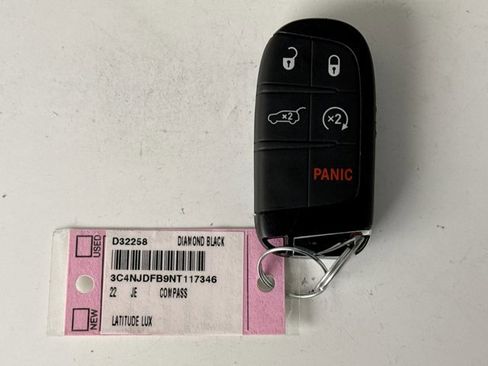 ×2
×2
PANIC
USED
D32258 DIAMOND BLACK
3C4NJDFB9NT117346
22 JE COMPASS
NEW
LATITUDE LUX